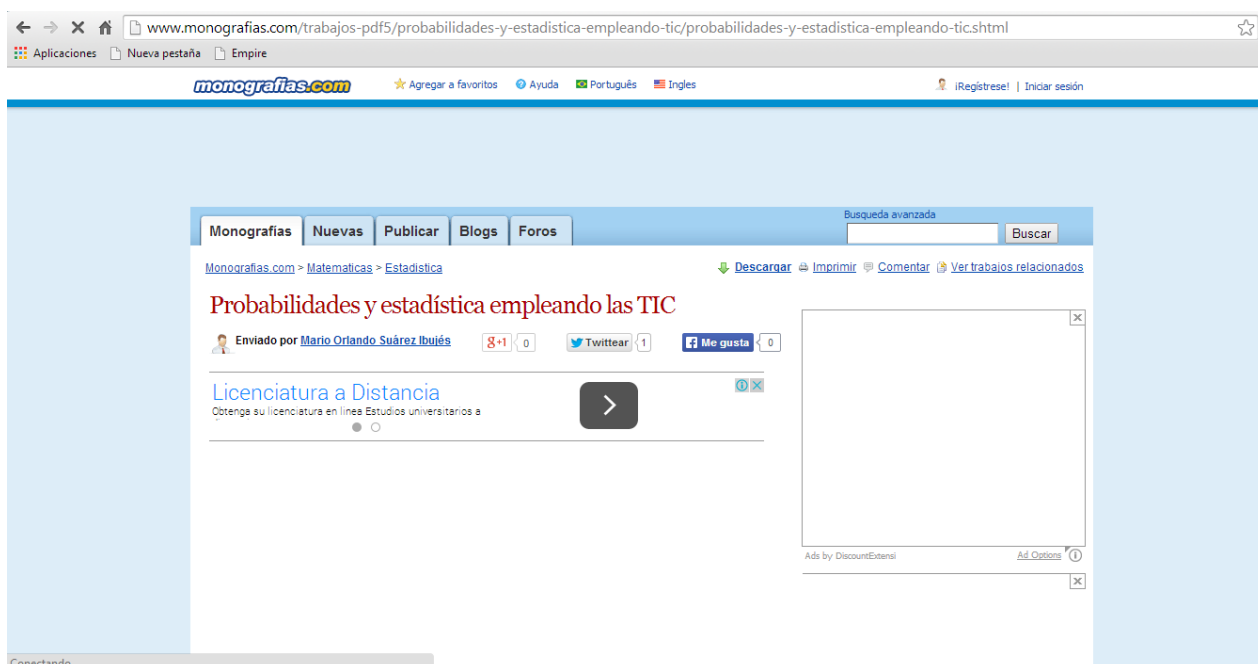 www.monografias.com/trabajos-pdf5/probabilidades-y-estadistica-empleando-tic/probabilidades-y-estadistica-empleando-tic.shtml
Aplicaciones Nueva pestaña Empire
monografias.com Agregar a favoritos Ayuda Português Ingles ¡Regístrese! | Iniciar sesión
Busqueda avanzada
Monografías Nuevas Publicar Blogs Foros Buscar
Monografias.com > Matematicas > Estadistica Descargar Imprimir Comentar Ver trabajos relacionados
Probabilidades y estadística empleando las TIC
Enviado por Mario Orlando Suárez Ibujés g+1 0 Twittear 1 Me gusta 0
Licenciatura a Distancia
Obtenga su licenciatura en linea Estudios universitarios a
Ads by DiscountExtensi Ad Options
Conectando